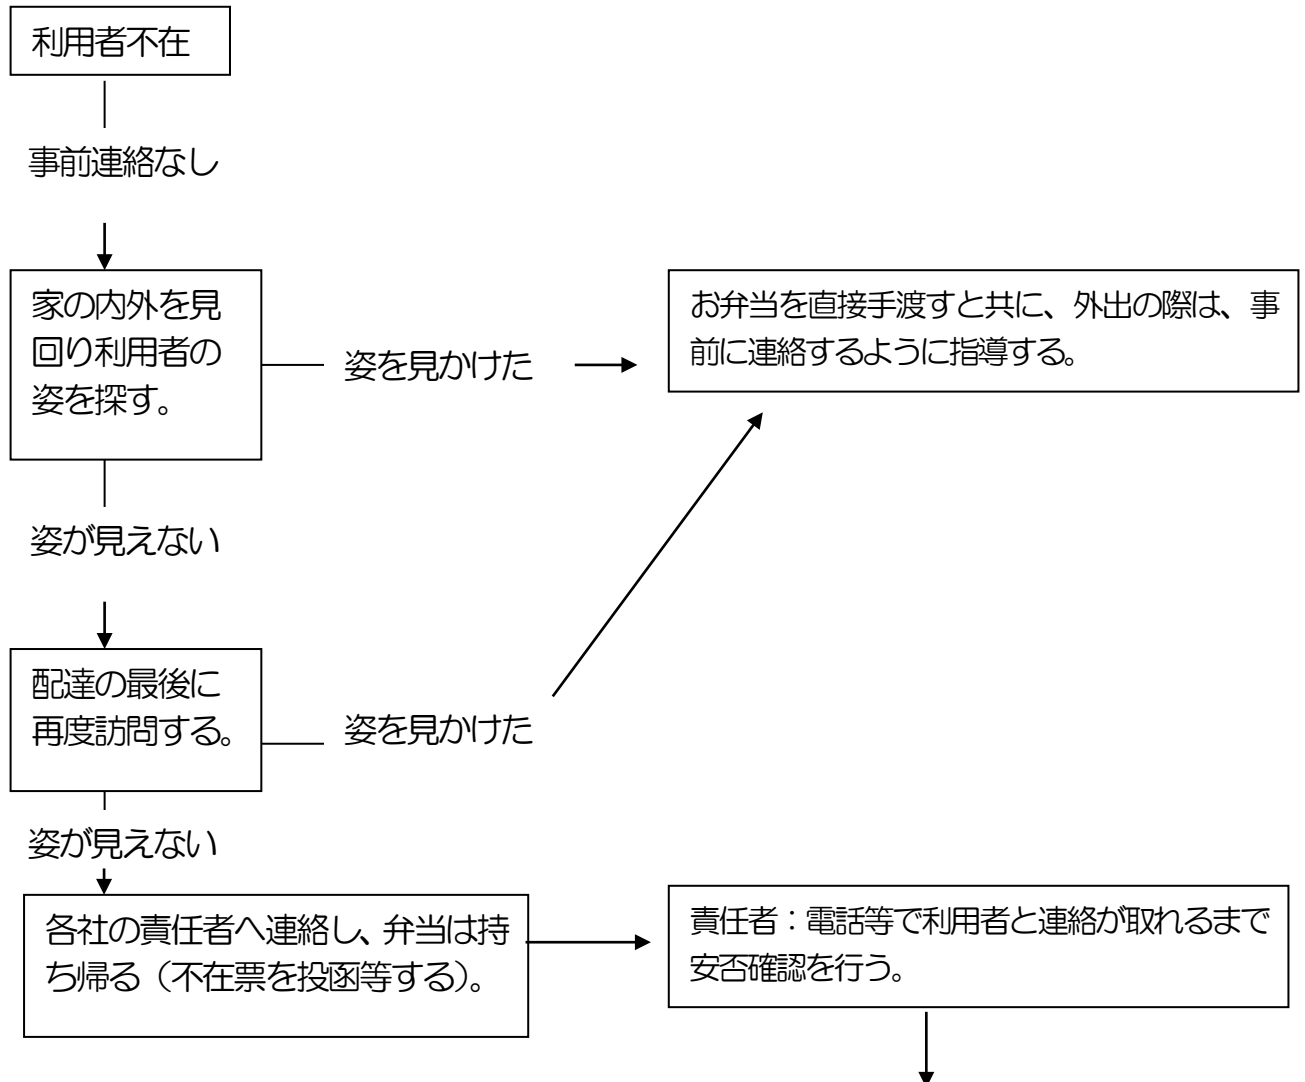 利用者不在
事前連絡なし
家の内外を見
回り利用者の
姿を探す。
姿を見かけた
お弁当を直接手渡すと共に、外出の際は、事
前に連絡するように指導する。
姿が見えない
配達の最後に
再度訪問する。
姿を見かけた
姿が見えない
各社の責任者へ連絡し、弁当は持
ち帰る（不在票を投函等する）。
責任者：電話等で利用者と連絡が取れるまで
安否確認を行う。